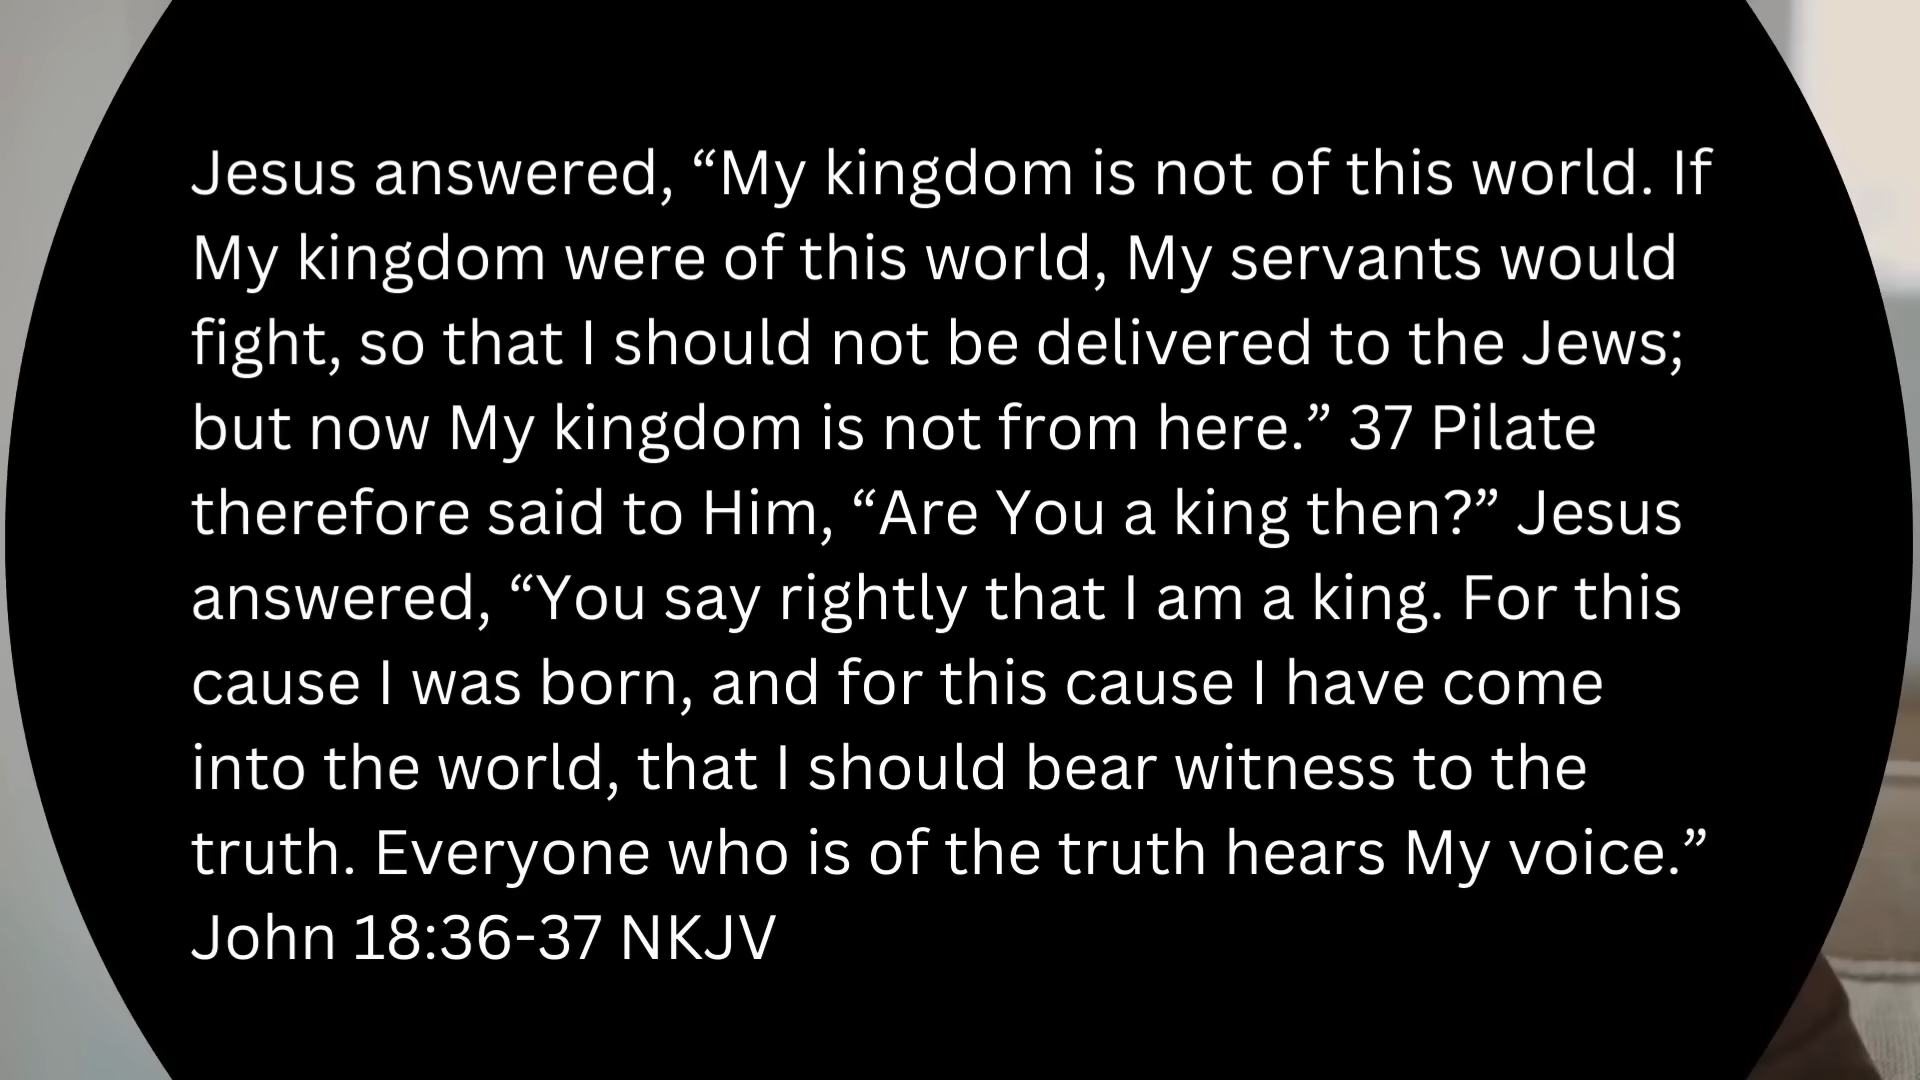 Jesus answered, “My kingdom is not of this world. If
My kingdom were of this world, My servants would
fight, so that I should not be delivered to the Jews;
but now My kingdom is not from here.” 37 Pilate
therefore said to Him, “Are You a king then?” Jesus
answered, “You say rightly that I am a king. For this
cause I was born, and for this cause I have come
into the world, that I should bear witness to the
truth. Everyone who is of the truth hears My voice.”
John 18:36-37 NKJV